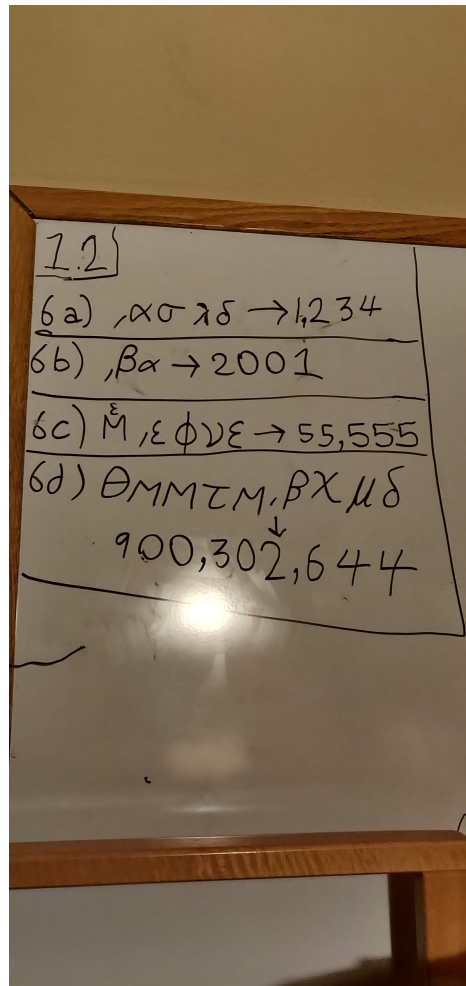 1.2
6a) ,ασλδ → 1,234
6b) ,βα → 2001
6c) M^ε ,εφνε → 55,555
6d) θΜΜτΜ,βχμδ
↓
900,302,644